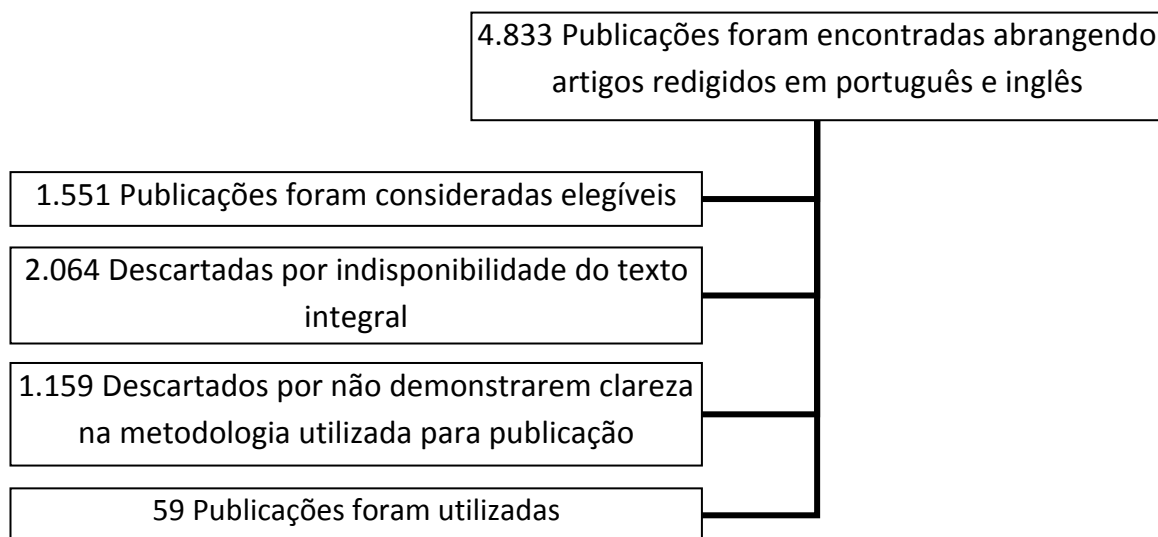 4.833 Publicações foram encontradas abrangendo
artigos redigidos em português e inglês
1.551 Publicações foram consideradas elegíveis
2.064 Descartadas por indisponibilidade do texto
integral
1.159 Descartados por não demonstrarem clareza
na metodologia utilizada para publicação
59 Publicações foram utilizadas